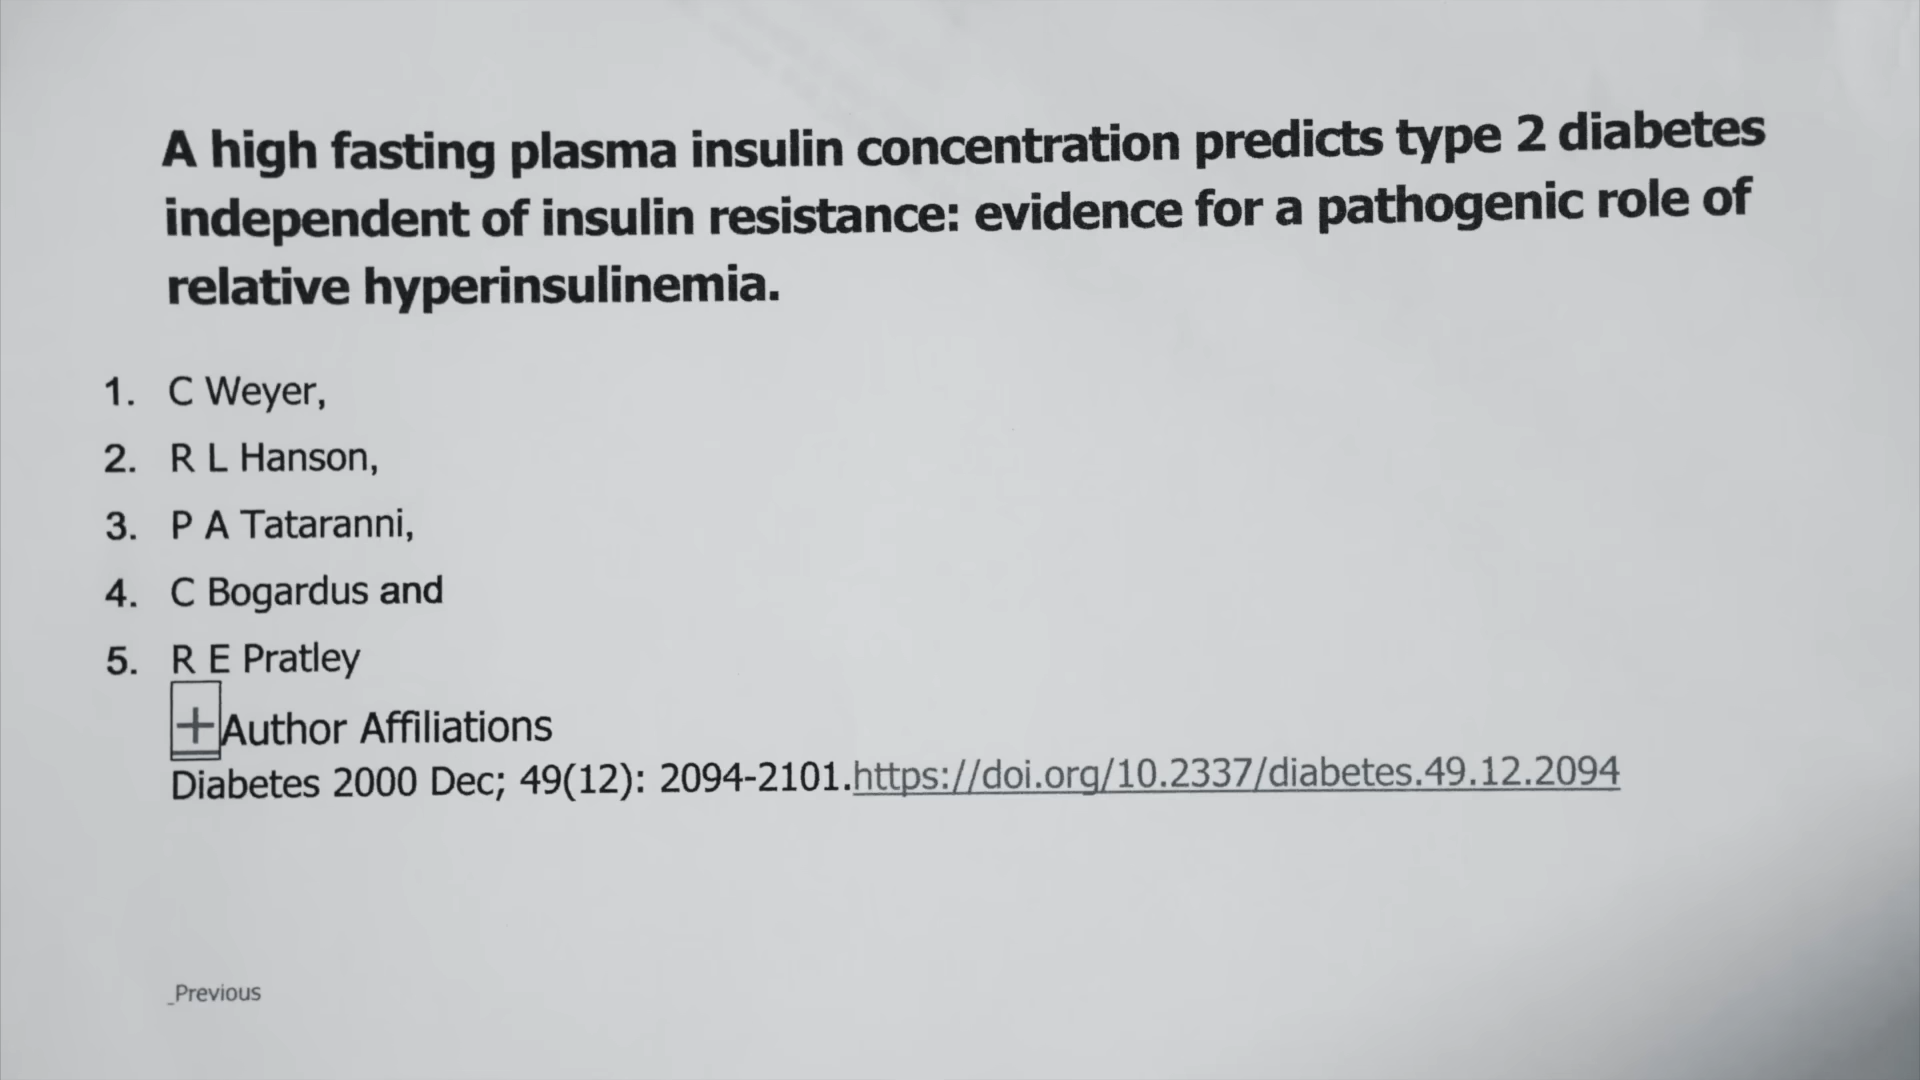 A high fasting plasma insulin concentration predicts type 2 diabetes
independent of insulin resistance: evidence for a pathogenic role of
relative hyperinsulinemia.
1. C Weyer,
2. R L Hanson,
3. P A Tataranni,
4. C Bogardus and
5. R E Pratley
+Author Affiliations
Diabetes 2000 Dec; 49(12): 2094-2101.https://doi.org/10.2337/diabetes.49.12.2094
_Previous